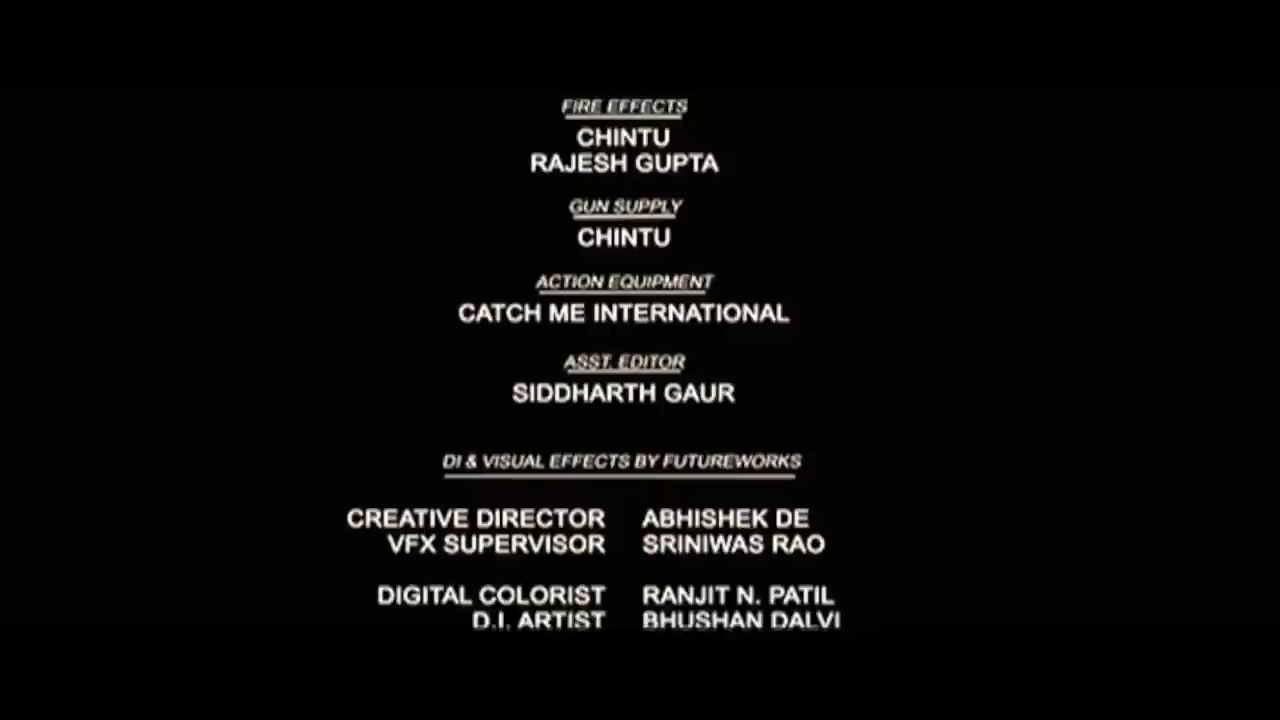 FIRE EFFECTS
CHINTU
RAJESH GUPTA
GUN SUPPLY
CHINTU
ACTION EQUIPMENT
CATCH ME INTERNATIONAL
ASST. EDITOR
SIDDHARTH GAUR
DI & VISUAL EFFECTS BY FUTUREWORKS
CREATIVE DIRECTOR ABHISHEK DE
VFX SUPERVISOR SRINIWAS RAO
DIGITAL COLORIST RANJIT N. PATIL
D.I. ARTIST BHUSHAN DALVI